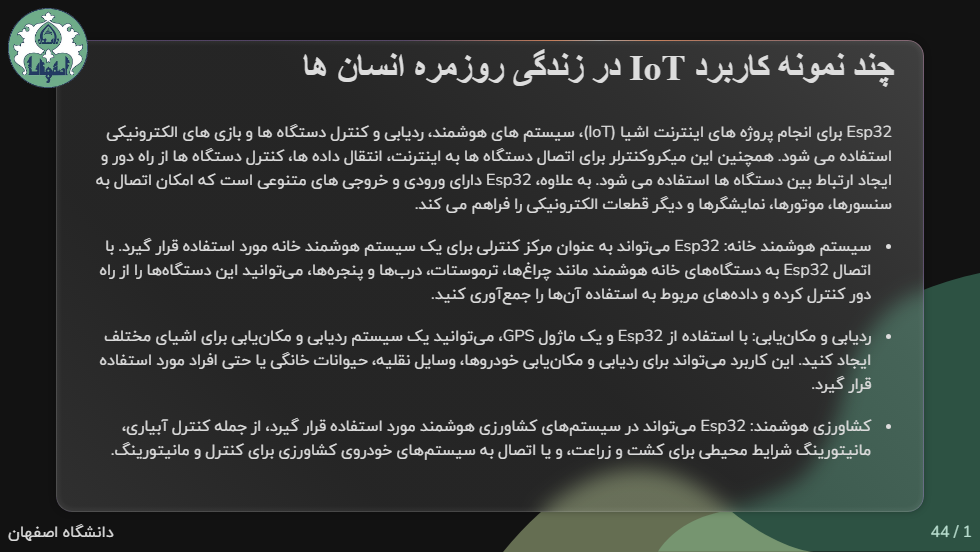 چند نمونه کاربرد IoT در زندگی روزمره انسان ها
Esp32 برای انجام پروژه های اینترنت اشیا (IoT)، سیستم های هوشمند، ردیابی و کنترل دستگاه ها و بازی های الکترونیکی
استفاده می شود. همچنین این میکروکنترلر برای اتصال دستگاه ها به اینترنت، انتقال داده ها، کنترل دستگاه ها از راه دور و
ایجاد ارتباط بین دستگاه ها استفاده می شود. به علاوه، Esp32 دارای ورودی و خروجی های متنوعی است که امکان اتصال به
سنسورها، موتورها، نمایشگرها و دیگر قطعات الکترونیکی را فراهم می کند.
• سیستم هوشمند خانه: Esp32 می‌تواند به عنوان مرکز کنترلی برای یک سیستم هوشمند خانه مورد استفاده قرار گیرد. با
اتصال Esp32 به دستگاه‌های خانه هوشمند مانند چراغ‌ها، ترموستات، درب‌ها و پنجره‌ها، می‌توانید این دستگاه‌ها را از راه
دور کنترل کرده و داده‌های مربوط به استفاده آن‌ها را جمع‌آوری کنید.
• ردیابی و مکان‌یابی: با استفاده از Esp32 و یک ماژول GPS، می‌توانید یک سیستم ردیابی و مکان‌یابی برای اشیای مختلف
ایجاد کنید. این کاربرد می‌تواند برای ردیابی و مکان‌یابی خودروها، وسایل نقلیه، حیوانات خانگی یا حتی افراد مورد استفاده
قرار گیرد.
• کشاورزی هوشمند: Esp32 می‌تواند در سیستم‌های کشاورزی هوشمند مورد استفاده قرار گیرد، از جمله کنترل آبیاری،
مانیتورینگ شرایط محیطی برای کشت و زراعت، و یا اتصال به سیستم‌های خودروی کشاورزی برای کنترل و مانیتورینگ.
44 / 1
دانشگاه اصفهان